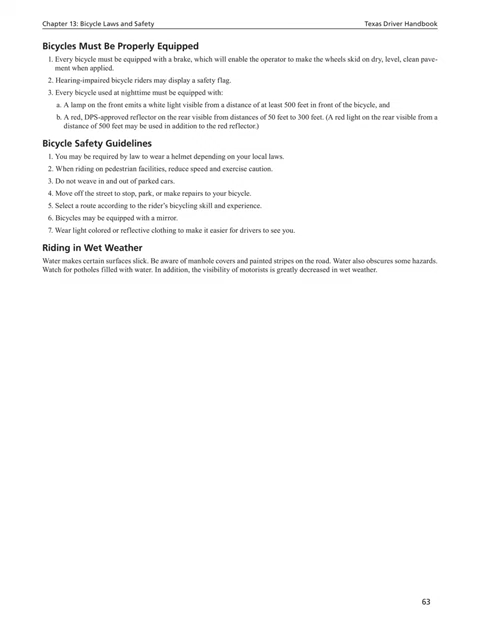 Chapter 13: Bicycle Laws and Safety
Texas Driver Handbook
Bicycles Must Be Properly Equipped
1. Every bicycle must be equipped with a brake, which will enable the operator to make the wheels skid on dry, level, clean pave-
ment when applied.
2. Hearing-impaired bicycle riders may display a safety flag.
3. Every bicycle used at nighttime must be equipped with:
a. A lamp on the front emits a white light visible from a distance of at least 500 feet in front of the bicycle, and
b. A red, DPS-approved reflector on the rear visible from distances of 50 feet to 300 feet. (A red light on the rear visible from a
distance of 500 feet may be used in addition to the red reflector.)
Bicycle Safety Guidelines
1. You may be required by law to wear a helmet depending on your local laws.
2. When riding on pedestrian facilities, reduce speed and exercise caution.
3. Do not weave in and out of parked cars.
4. Move off the street to stop, park, or make repairs to your bicycle.
5. Select a route according to the rider's bicycling skill and experience.
6. Bicycles may be equipped with a mirror.
7. Wear light colored or reflective clothing to make it easier for drivers to see you.
Riding in Wet Weather
Water makes certain surfaces slick. Be aware of manhole covers and painted stripes on the road. Water also obscures some hazards.
Watch for potholes filled with water. In addition, the visibility of motorists is greatly decreased in wet weather.
63